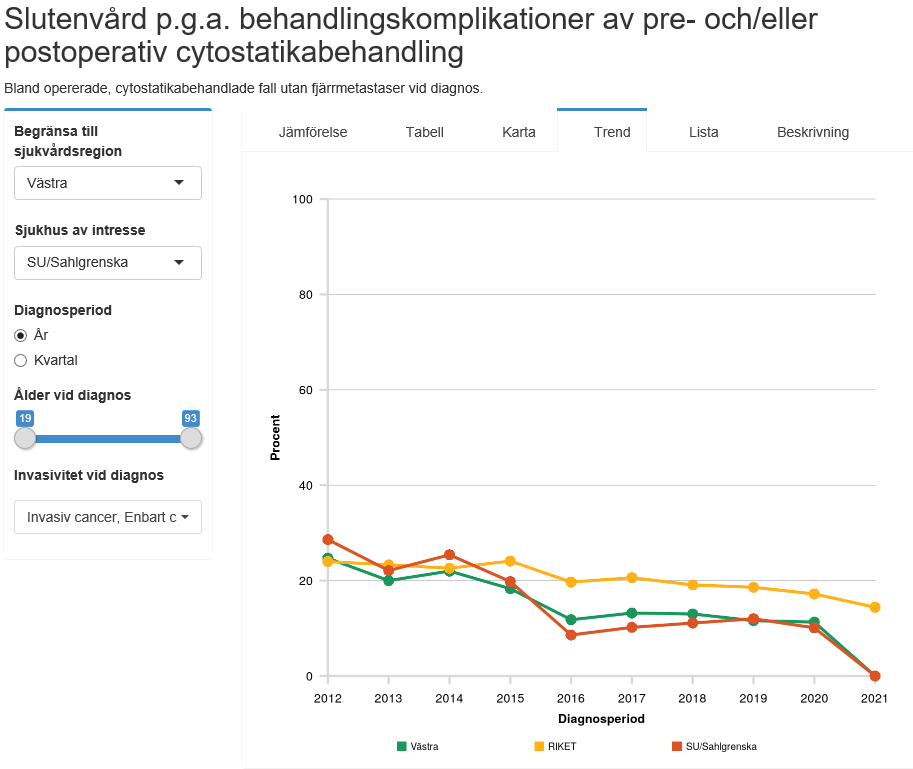 Slutenvård p.g.a. behandlingskomplikationer av pre- och/eller
postoperativ cytostatikabehandling
Bland opererade, cytostatikabehandlade fall utan fjärrmetastaser vid diagnos.
Begränsa till
sjukvårdsregion
Västra
Sjukhus av intresse
SU/Sahlgrenska
Diagnosperiod
År
Kvartal
Ålder vid diagnos
19 93
Invasivitet vid diagnos
Invasiv cancer, Enbart c
Jämförelse Tabell Karta Trend Lista Beskrivning
100
80
60
40
20
0
Procent
2012 2013 2014 2015 2016 2017 2018 2019 2020 2021
Diagnosperiod
Västra RIKET SU/Sahlgrenska